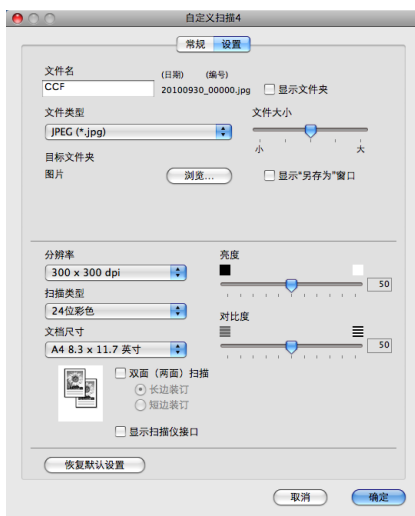 自定义扫描4
常规 设置
文件名 (日期) (编号)
CCF 20100930_00000.jpg 显示文件夹
文件类型 文件大小
JPEG (*.jpg)
小 大
目标文件夹
图片 浏览... 显示"另存为"窗口
分辨率 亮度
300 x 300 dpi
50
扫描类型
24位彩色 对比度
文档尺寸
A4 8.3 x 11.7 英寸 50
双面（两面）扫描
长边装订
短边装订
显示扫描仪接口
恢复默认设置
取消 确定